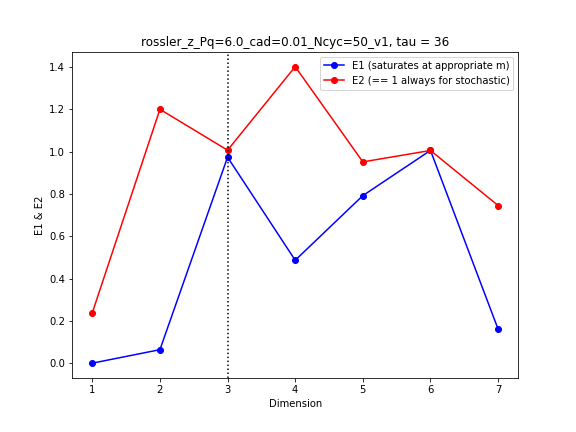 rossler_z_Pq=6.0_cad=0.01_Ncyc=50_v1, tau = 36
E1 (saturates at appropriate m)
E2 (== 1 always for stochastic)
1.4
1.2
1.0
0.8
0.6
0.4
0.2
0.0
E1 & E2
1 2 3 4 5 6 7
Dimension